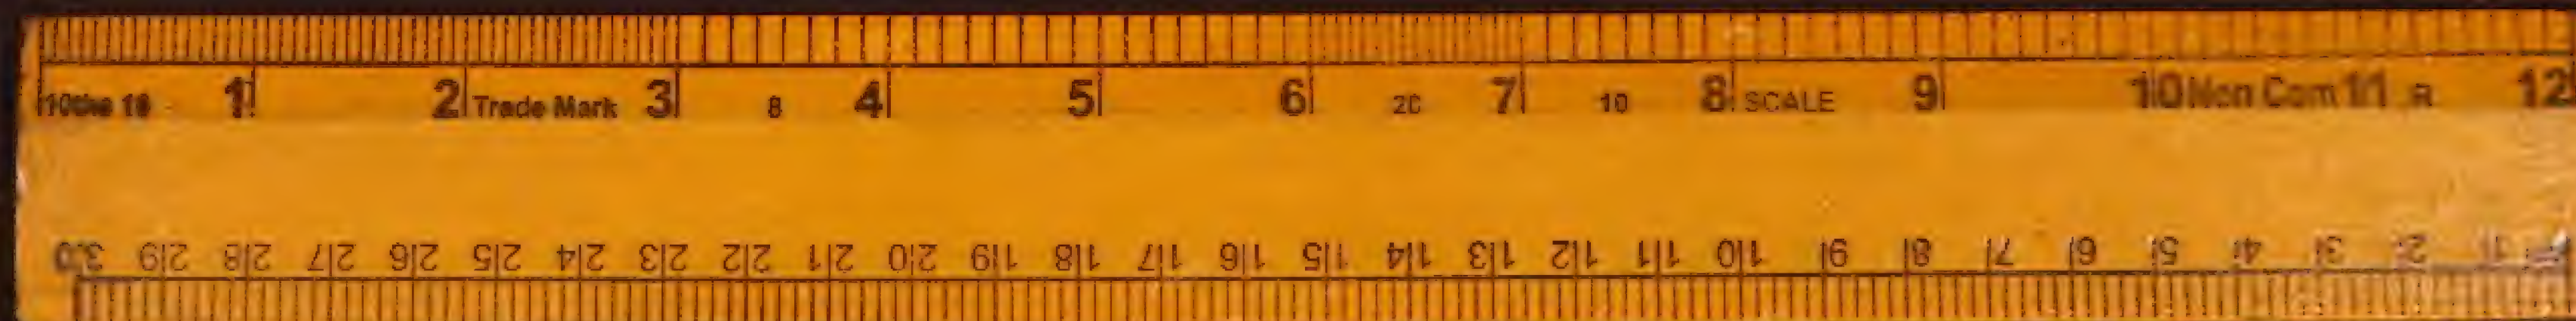 10ths 16 1 2 Trade Mark 3 8 4 5 6 20 7 10 8 SCALE 9 10 Non Com 11 R 12
30 29 28 27 26 25 24 23 22 21 20 19 18 17 16 15 14 13 12 11 10 9 8 7 6 5 4 3 2 1